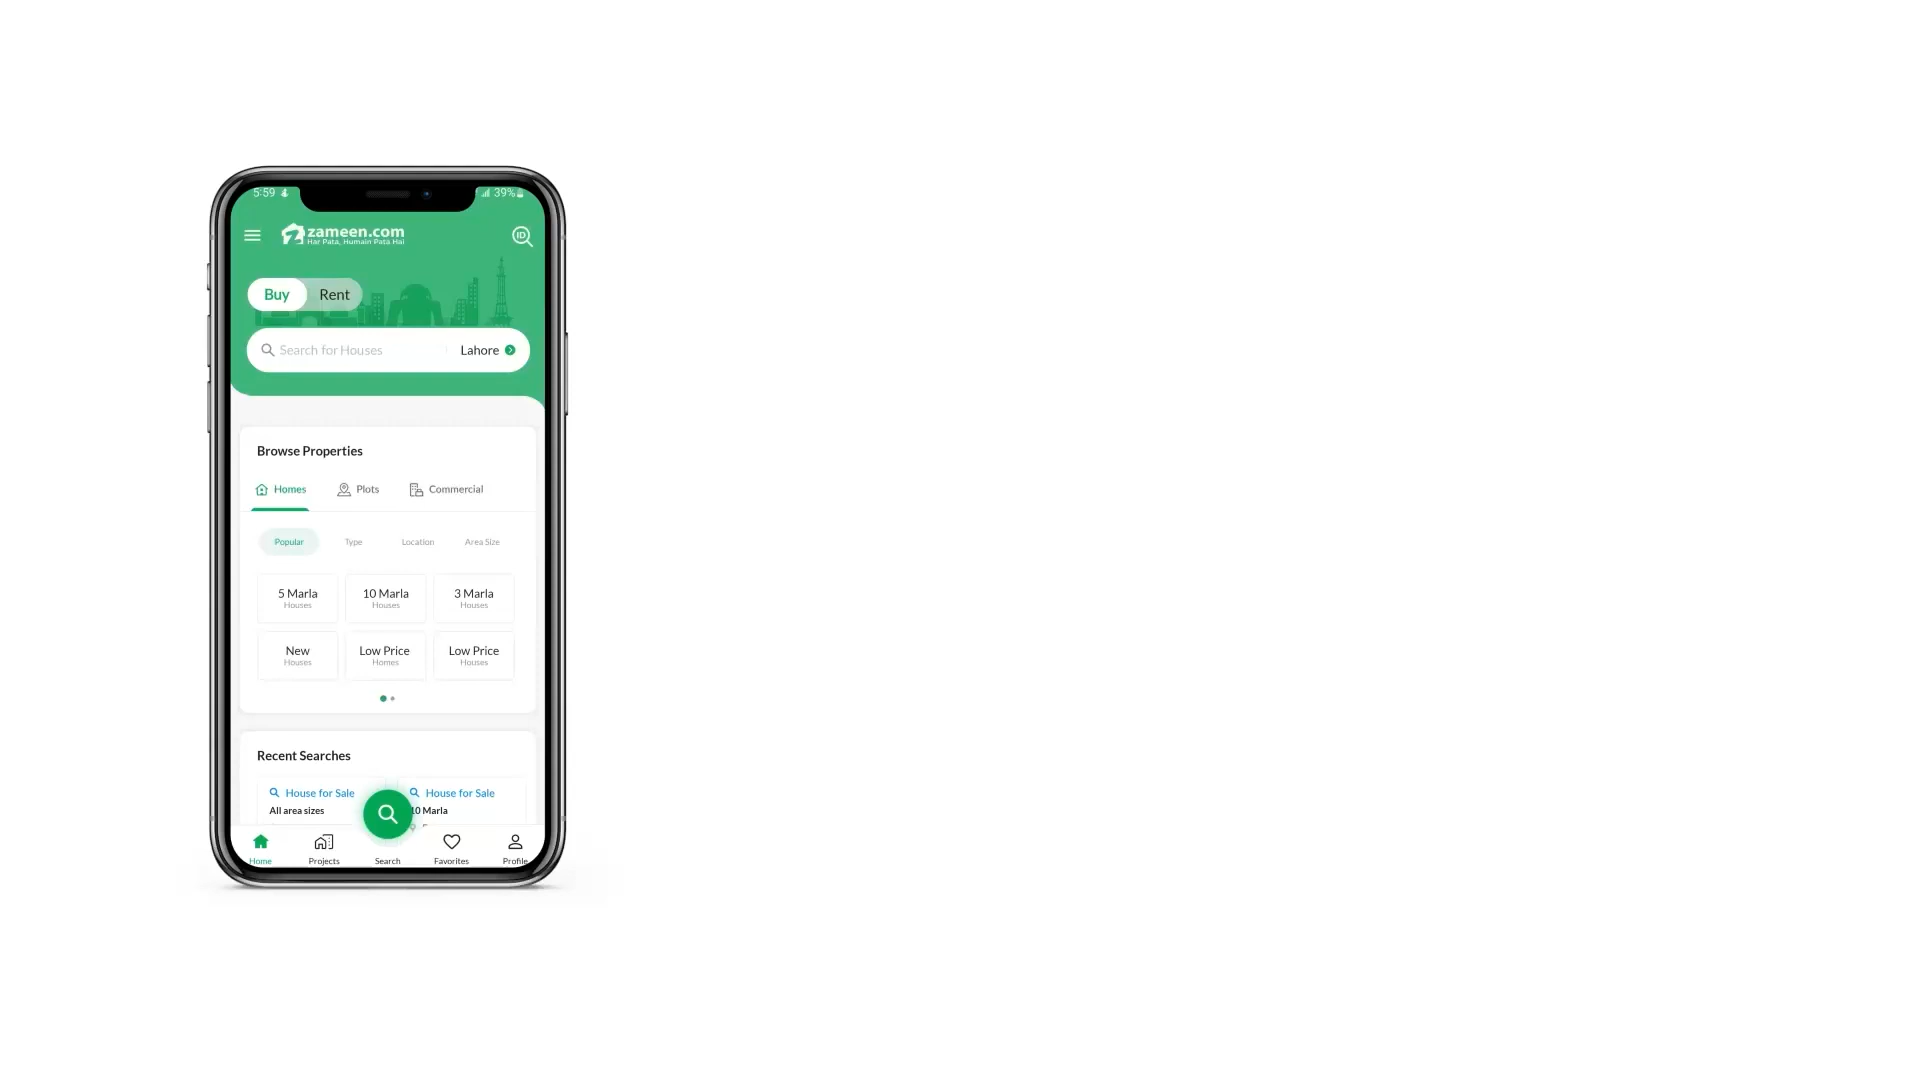 5:59
39%
zameen.com
Har Pata, Humain Pata Hai
ID
Buy Rent
Search for Houses Lahore
Browse Properties
Homes Plots Commercial
Popular Type Location Area Size
5 Marla 10 Marla 3 Marla
Houses Houses Houses
New Low Price Low Price
Houses Homes Houses
Recent Searches
House for Sale House for Sale
All area sizes 10 Marla
Home Projects Search Favorites Profile